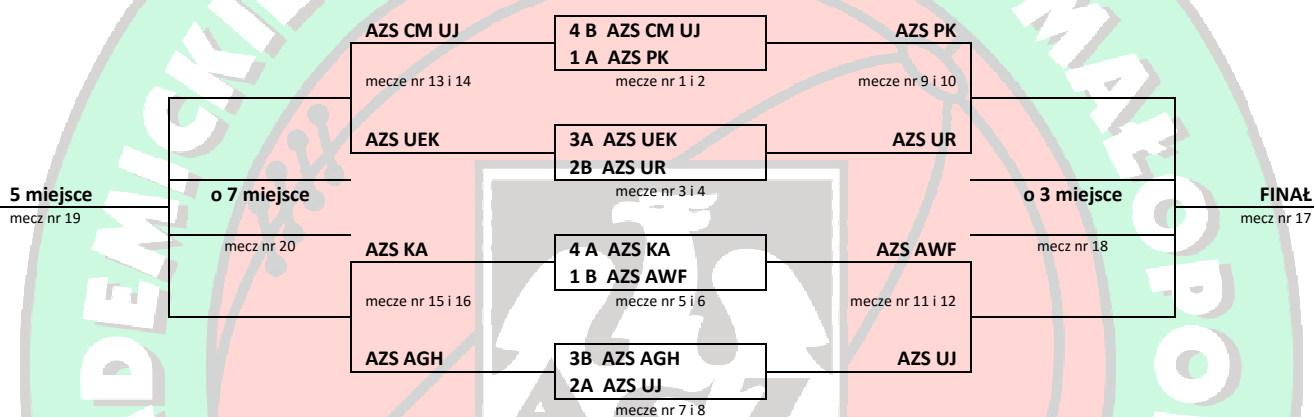 AZS CM UJ 4 B AZS CM UJ AZS PK
1 A AZS PK
mecze nr 13 i 14 mecze nr 1 i 2 mecze nr 9 i 10
AZS UEK 3A AZS UEK AZS UR
2B AZS UR
mecze nr 3 i 4
5 miejsce o 7 miejsce o 3 miejsce FINAŁ
mecz nr 19 mecz nr 17
mecz nr 20 mecz nr 18
AZS KA 4 A AZS KA AZS AWF
1 B AZS AWF
mecze nr 15 i 16 mecze nr 5 i 6 mecze nr 11 i 12
AZS AGH 3B AZS AGH AZS UJ
2A AZS UJ
mecze nr 7 i 8
ADEMICKI
MAŁOPO